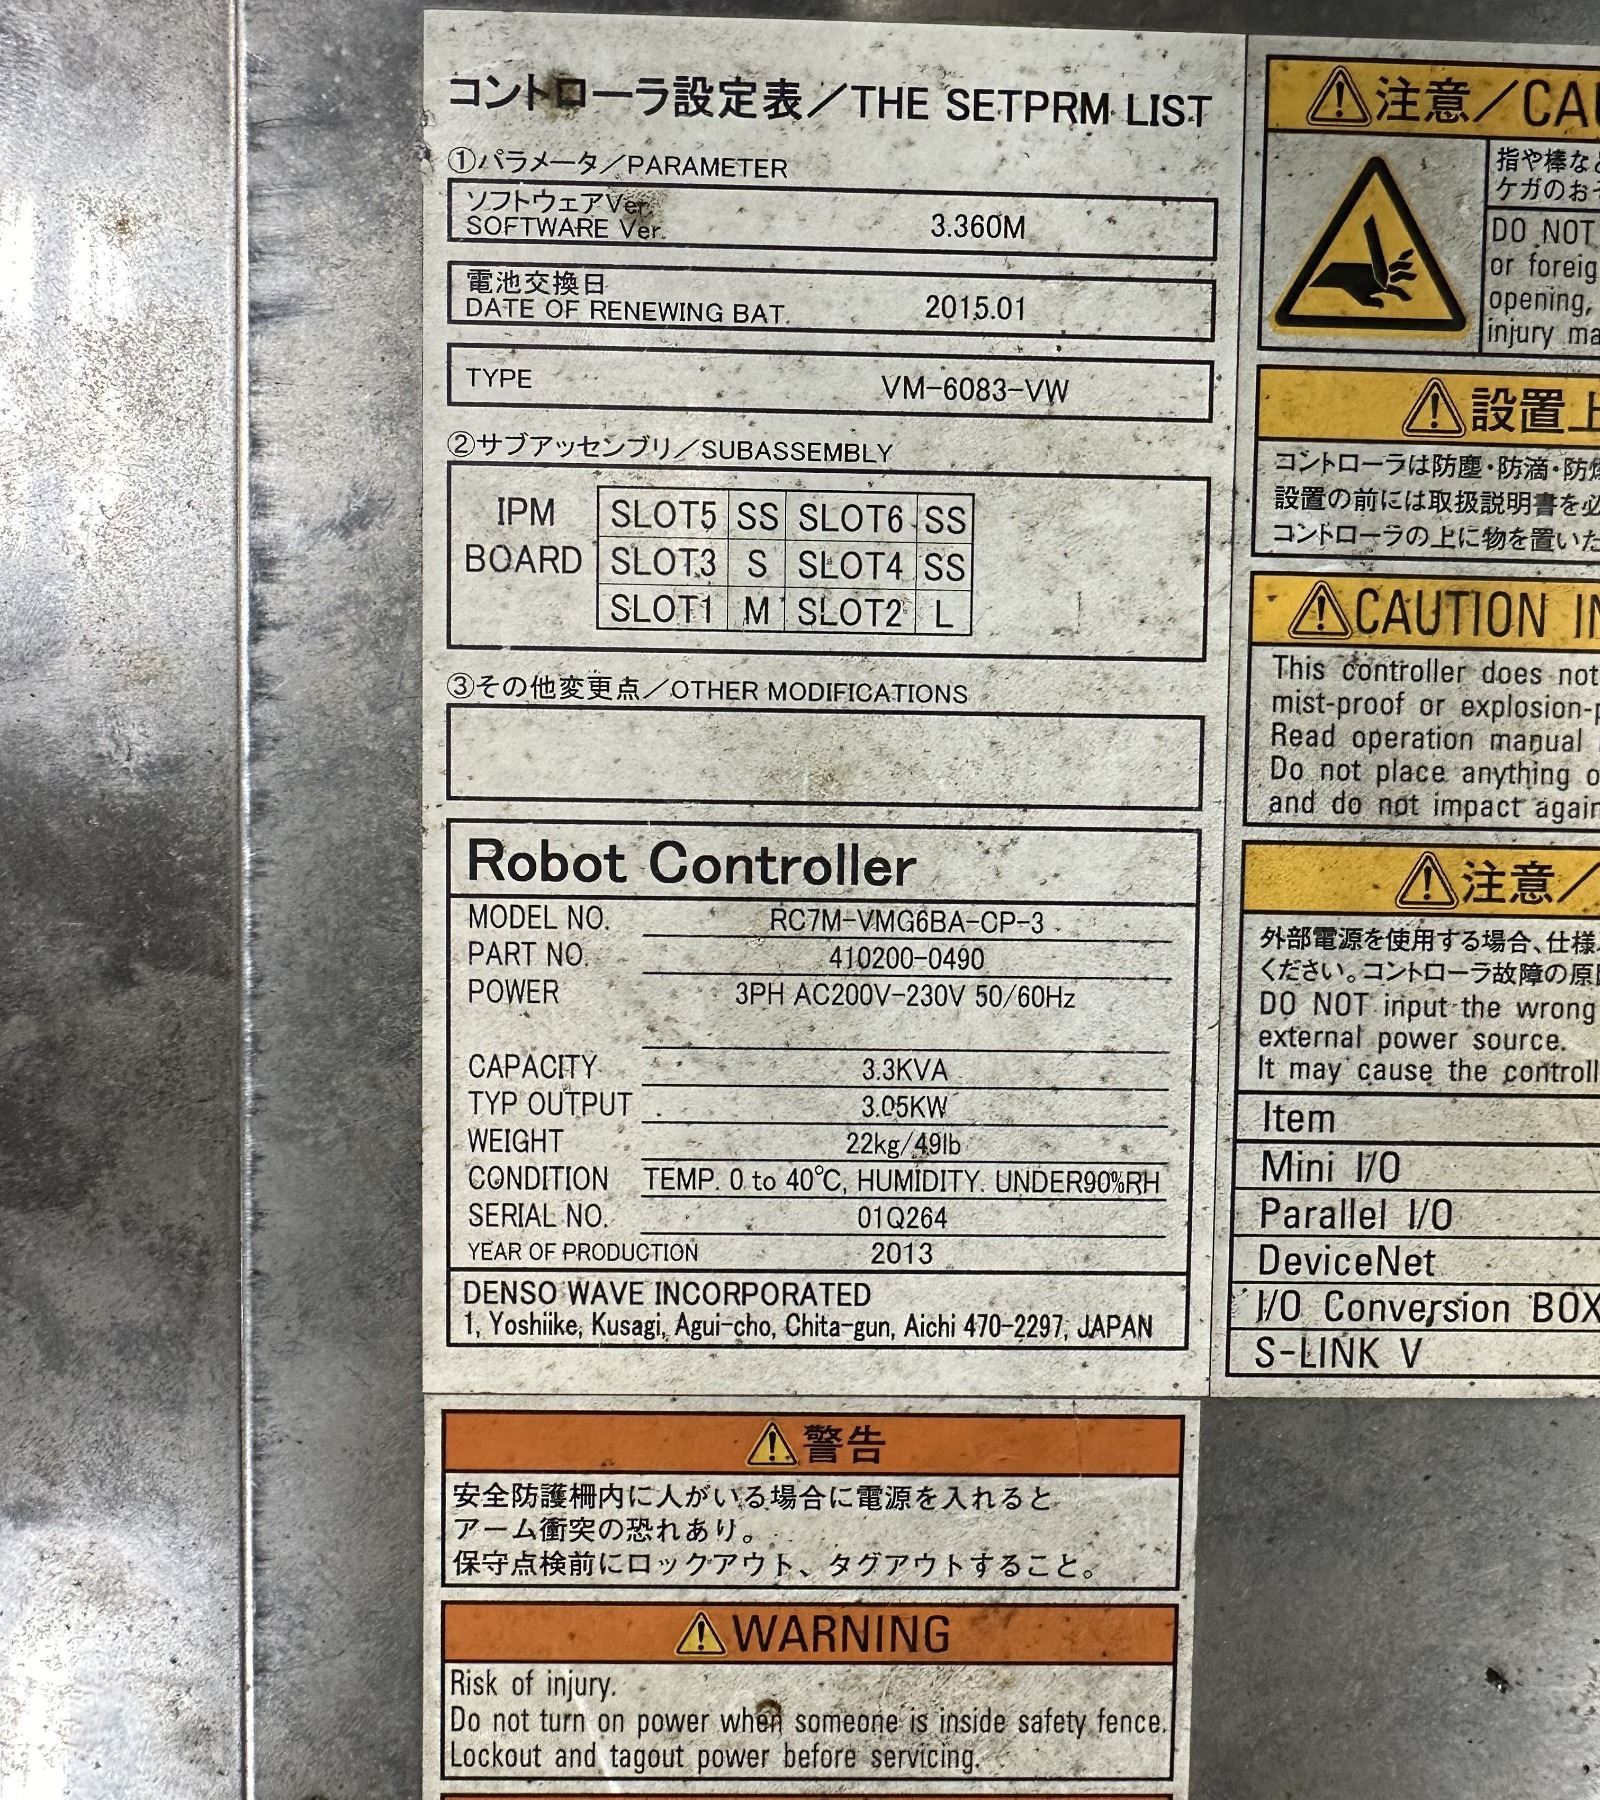 コントローラ設定表／THE SETPRM LIST
①パラメータ／PARAMETER
ソフトウェアVer.
SOFTWARE Ver. 3.360M
電池交換日
DATE OF RENEWING BAT. 2015.01
TYPE VM-6083-VW
②サブアッセンブリ／SUBASSEMBLY
IPM BOARD
SLOT5 SS SLOT6 SS
SLOT3 S SLOT4 SS
SLOT1 M SLOT2 L
③その他変更点／OTHER MODIFICATIONS
Robot Controller
MODEL NO. RC7M-VMG6BA-CP-3
PART NO. 410200-0490
POWER 3PH AC200V-230V 50/60Hz
CAPACITY 3.3KVA
TYP OUTPUT 3.05KW
WEIGHT 22kg/49lb
CONDITION TEMP. 0 to 40℃, HUMIDITY. UNDER90%RH
SERIAL NO. 01Q264
YEAR OF PRODUCTION 2013
DENSO WAVE INCORPORATED
1, Yoshiike, Kusagi, Agui-cho, Chita-gun, Aichi 470-2297, JAPAN
警告
安全防護柵内に人がいる場合に電源を入れると
アーム衝突の恐れあり。
保守点検前にロックアウト、タグアウトすること。
WARNING
Risk of injury.
Do not turn on power when someone is inside safety fence.
Lockout and tagout power before servicing.
注意／CAU
指や棒など
ケガのおそ
DO NOT
or foreig
opening,
injury ma
設置上
コントローラは防塵・防滴・防爆
設置の前には取扱説明書を必
コントローラの上に物を置いた
CAUTION IN
This controller does not
mist-proof or explosion-p
Read operation manual
Do not place anything o
and do not impact again
注意／
外部電源を使用する場合、仕様
ください。コントローラ故障の原因
DO NOT input the wrong
external power source.
It may cause the controll
Item
Mini I/O
Parallel I/O
DeviceNet
I/O Conversion BOX
S-LINK V